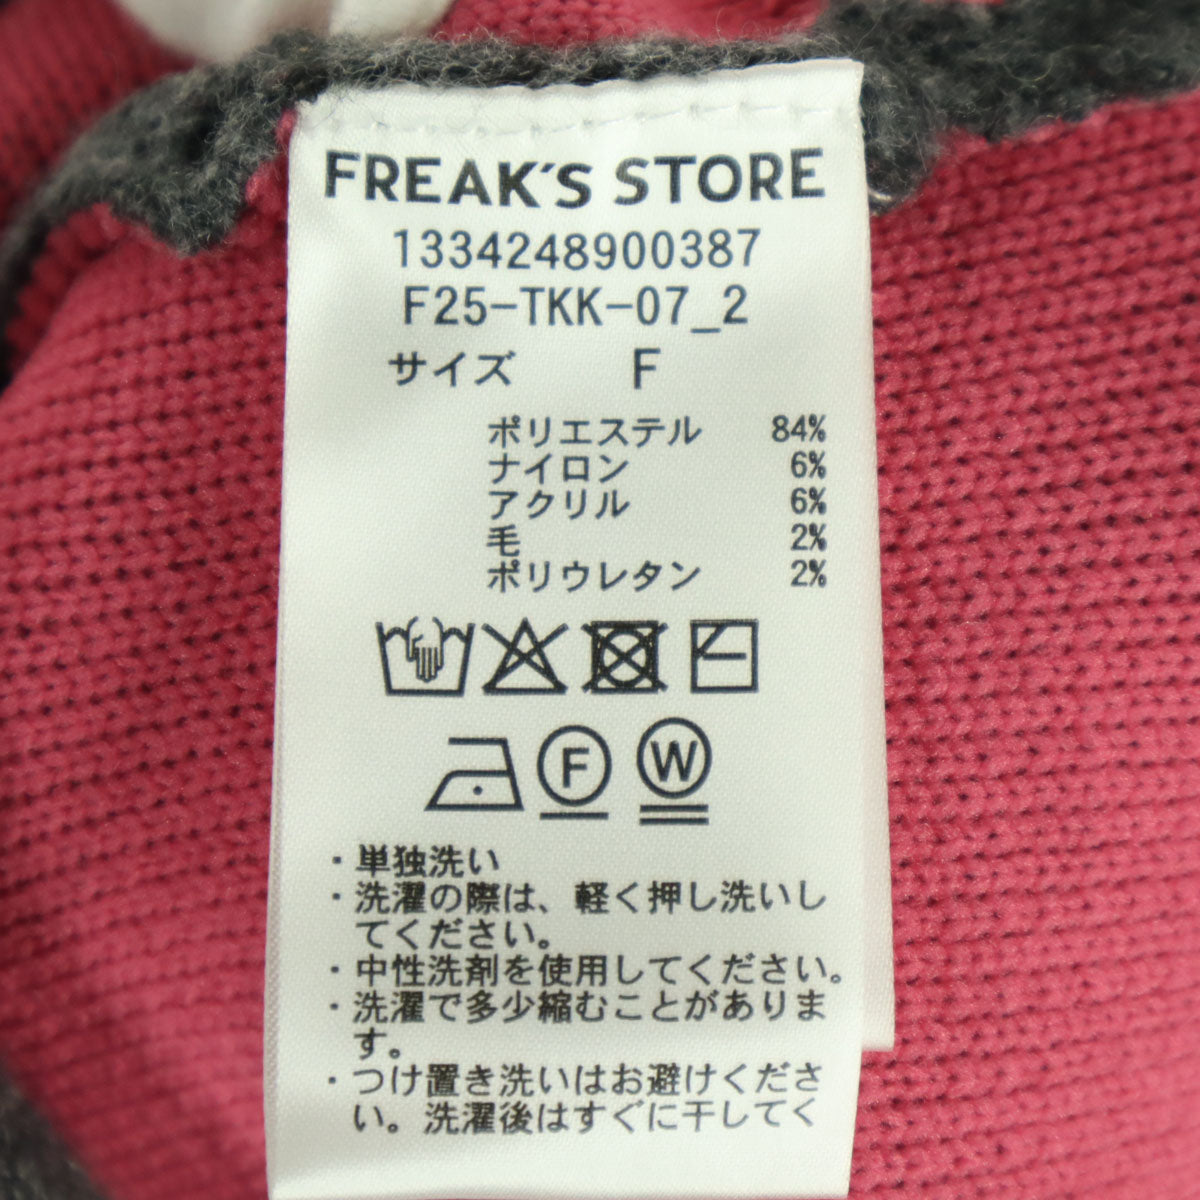 FREAK'S STORE
1334248900387
F25-TKK-07_2
サイズ F
ポリエステル 84%
ナイロン 6%
アクリル 6%
毛 2%
ポリウレタン 2%
F W
・単独洗い
・洗濯の際は、軽く押し洗いし
てください。
・中性洗剤を使用してください。
・洗濯で多少縮むことがありま
す。
・つけ置き洗いはお避けくださ
い。洗濯後はすぐに干してく